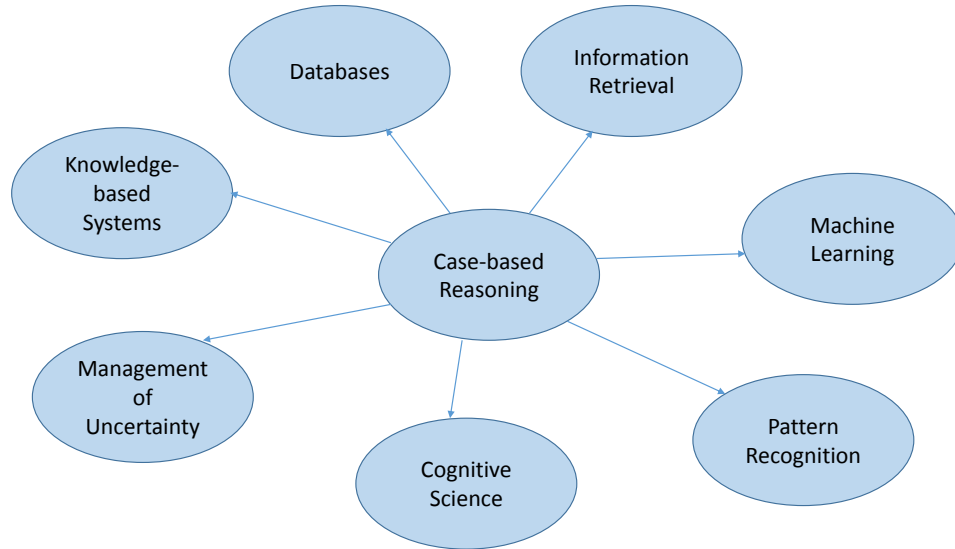 Databases
Information
Retrieval
Knowledge-
based
Systems
Machine
Learning
Case-based
Reasoning
Management
of
Uncertainty
Pattern
Recognition
Cognitive
Science